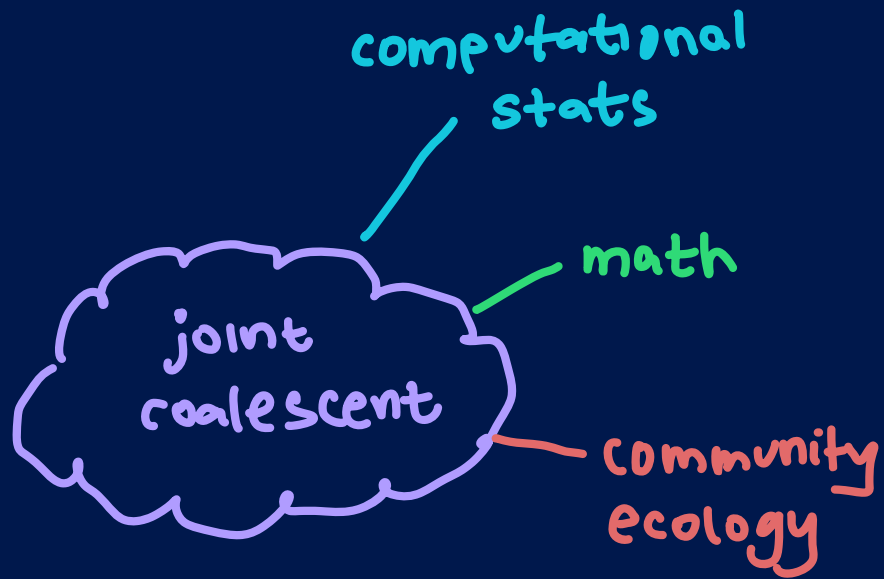 computational
stats
math
joint
coalescent
community
ecology